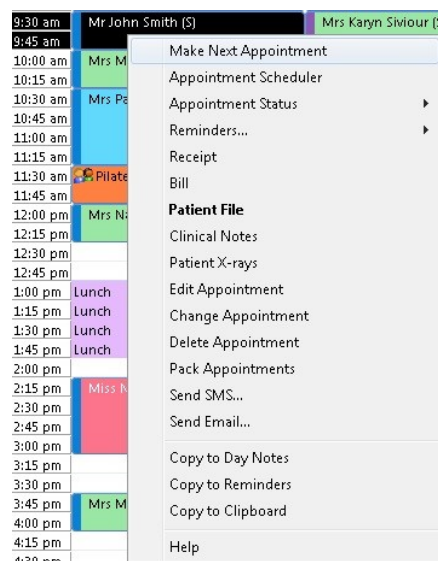 9:30 am Mr John Smith (S) Mrs Karyn Siviour
9:45 am
Make Next Appointment
10:00 am Mrs M
10:15 am Appointment Scheduler
10:30 am Mrs Pa Appointment Status
10:45 am
Reminders...
11:00 am
11:15 am Receipt
11:30 am Pilate
Bill
11:45 am
12:00 pm Mrs Na Patient File
12:15 pm Clinical Notes
12:30 pm
Patient X-rays
12:45 pm
1:00 pm Lunch Edit Appointment
1:15 pm Lunch Change Appointment
1:30 pm Lunch
Delete Appointment
1:45 pm Lunch
2:00 pm Pack Appointments
2:15 pm Miss N Send SMS...
2:30 pm
Send Email...
2:45 pm
3:00 pm
3:15 pm Copy to Day Notes
3:30 pm Copy to Reminders
3:45 pm Mrs M Copy to Clipboard
4:00 pm
4:15 pm Help
4:30 pm